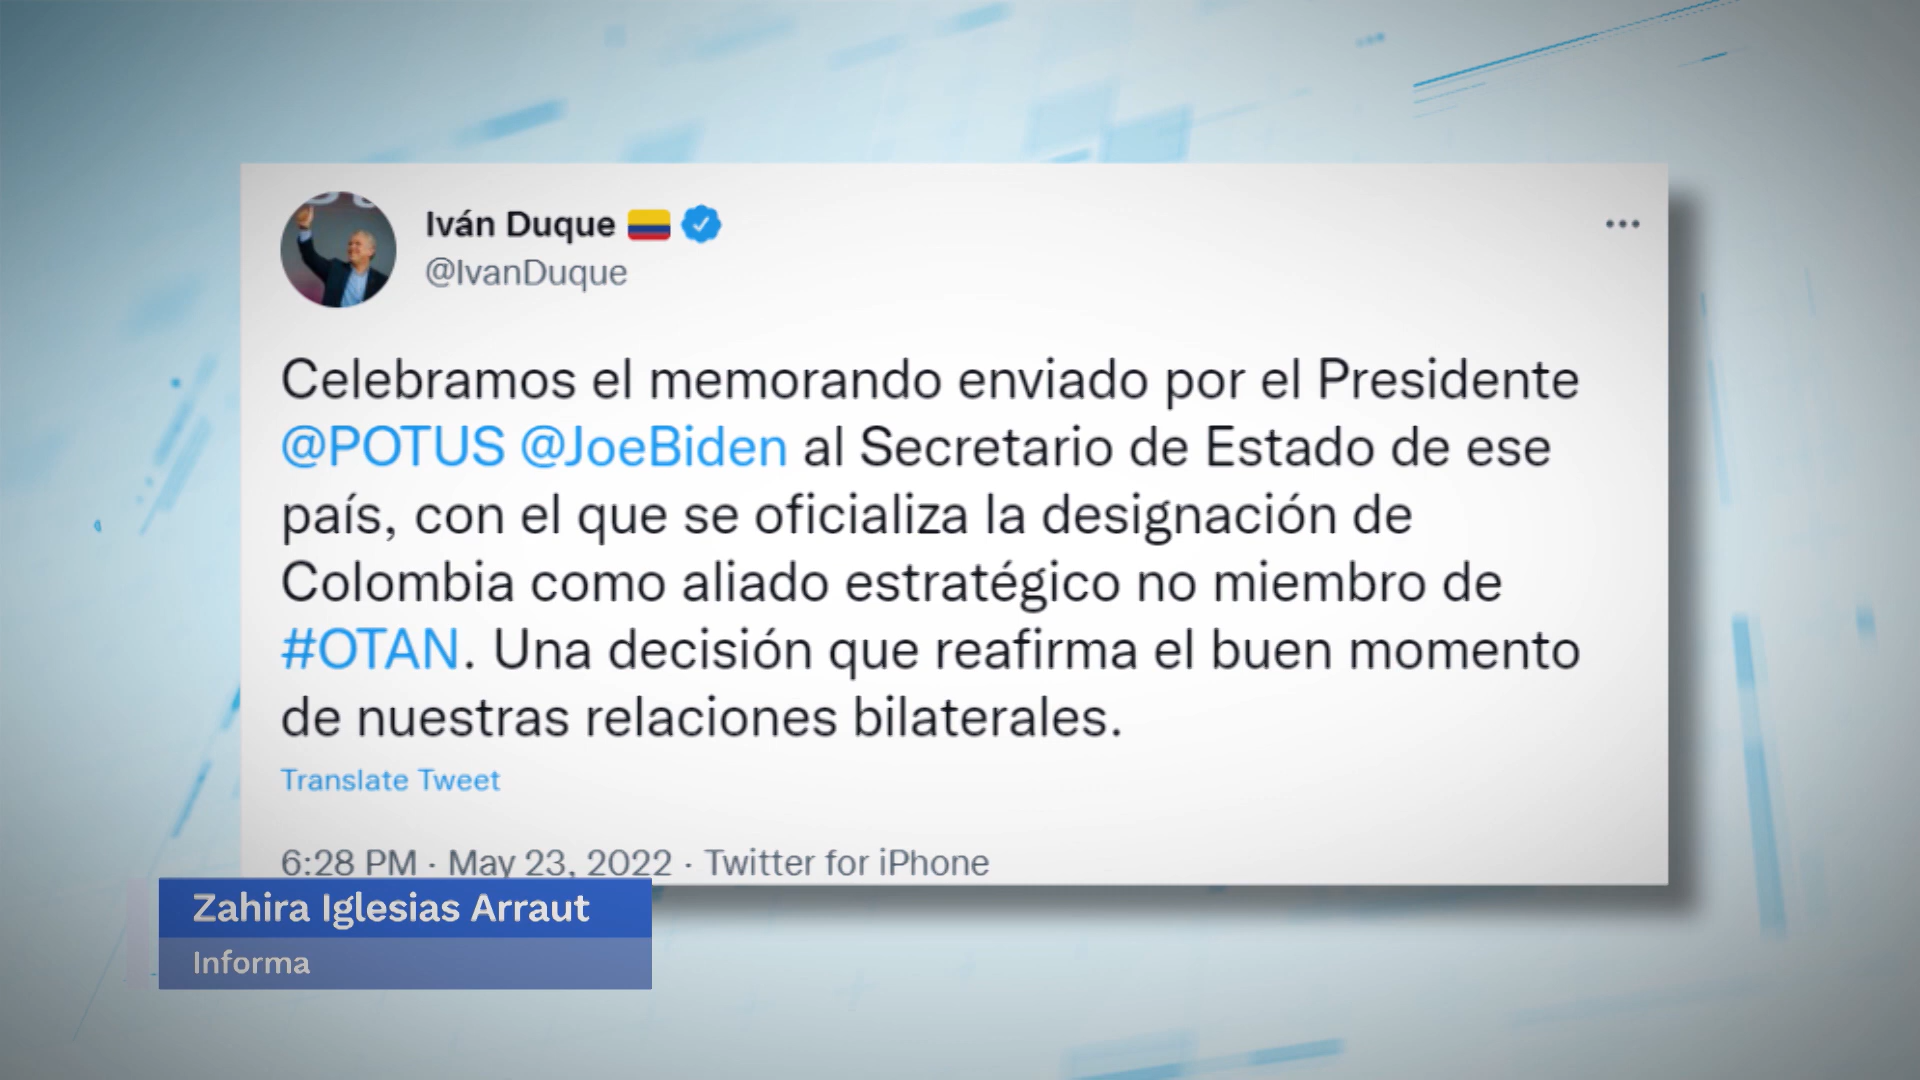 Iván Duque
@IvanDuque
Celebramos el memorando enviado por el Presidente
@POTUS @JoeBiden al Secretario de Estado de ese
país, con el que se oficializa la designación de
Colombia como aliado estratégico no miembro de
#OTAN. Una decisión que reafirma el buen momento
de nuestras relaciones bilaterales.
Translate Tweet
6:28 PM · May 23, 2022 · Twitter for iPhone
Zahira Iglesias Arraut
Informa